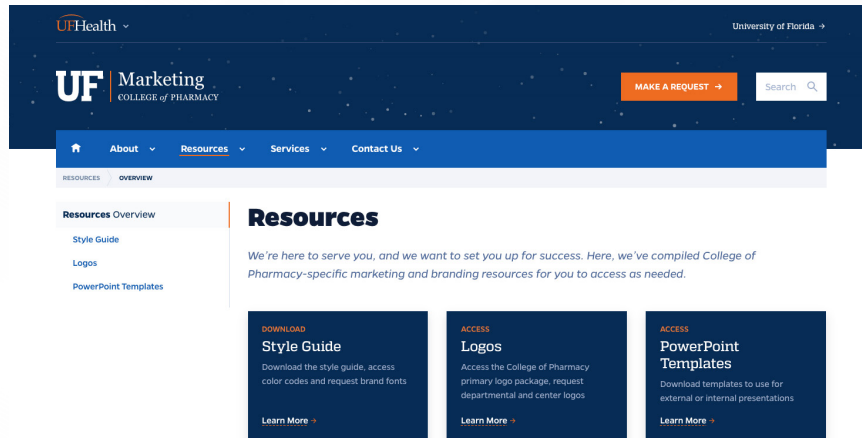 UFHealth
University of Florida →
UF Marketing
COLLEGE of PHARMACY
MAKE A REQUEST →
Search
About
Resources
Services
Contact Us
RESOURCES
OVERVIEW
Resources Overview
Style Guide
Logos
PowerPoint Templates
Resources
We're here to serve you, and we want to set you up for success. Here, we've compiled College of
Pharmacy-specific marketing and branding resources for you to access as needed.
DOWNLOAD
Style Guide
Download the style guide, access
color codes and request brand fonts
Learn More →
ACCESS
Logos
Access the College of Pharmacy
primary logo package, request
departmental and center logos
Learn More →
ACCESS
PowerPoint
Templates
Download templates to use for
external or internal presentations
Learn More →